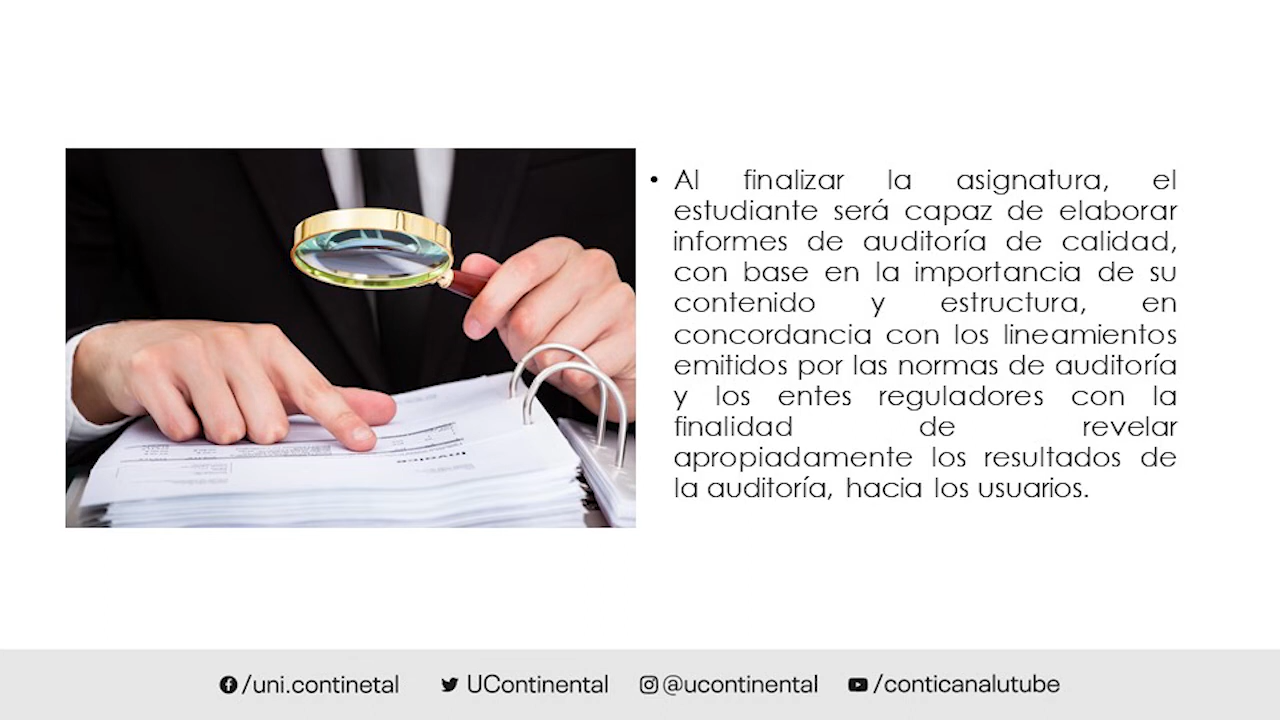 • Al finalizar la asignatura, el
estudiante será capaz de elaborar
informes de auditoría de calidad,
con base en la importancia de su
contenido y estructura, en
concordancia con los lineamientos
emitidos por las normas de auditoría
y los entes reguladores con la
finalidad de revelar
apropiadamente los resultados de
la auditoría, hacia los usuarios.
Invoice
/uni.continetal UContinental @ucontinental /conticanalutube